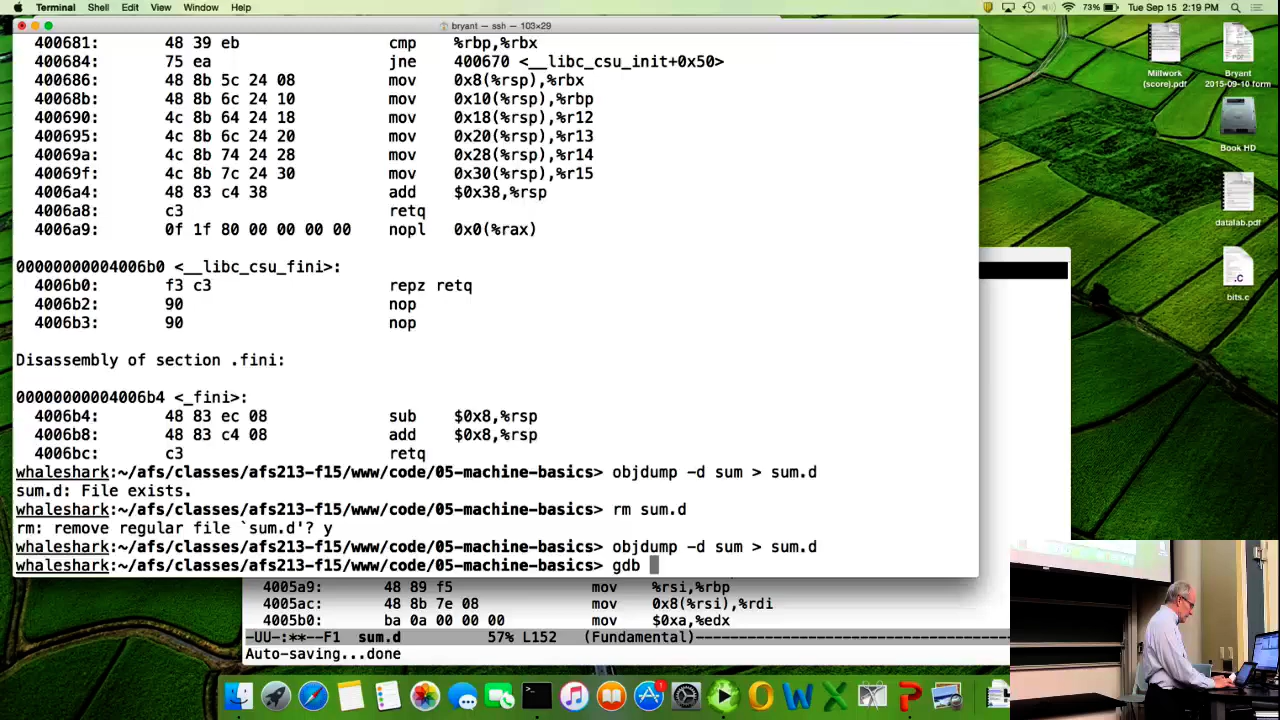 Terminal Shell Edit View Window Help
73% Tue Sep 15 2:19 PM
bryant — ssh — 103×29
400681: 48 39 eb cmp %rbp,%rbx
400684: 75 ea jne 400670 <__libc_csu_init+0x50>
400686: 48 8b 5c 24 08 mov 0x8(%rsp),%rbx
40068b: 48 8b 6c 24 10 mov 0x10(%rsp),%rbp
400690: 4c 8b 64 24 18 mov 0x18(%rsp),%r12
400695: 4c 8b 6c 24 20 mov 0x20(%rsp),%r13
40069a: 4c 8b 74 24 28 mov 0x28(%rsp),%r14
40069f: 4c 8b 7c 24 30 mov 0x30(%rsp),%r15
4006a4: 48 83 c4 38 add $0x38,%rsp
4006a8: c3 retq
4006a9: 0f 1f 80 00 00 00 00 nopl 0x0(%rax)
00000000004006b0 <__libc_csu_fini>:
4006b0: f3 c3 repz retq
4006b2: 90 nop
4006b3: 90 nop
Disassembly of section .fini:
00000000004006b4 <_fini>:
4006b4: 48 83 ec 08 sub $0x8,%rsp
4006b8: 48 83 c4 08 add $0x8,%rsp
4006bc: c3 retq
whaleshark:~/afs/classes/afs213-f15/www/code/05-machine-basics> objdump -d sum > sum.d
sum.d: File exists.
whaleshark:~/afs/classes/afs213-f15/www/code/05-machine-basics> rm sum.d
rm: remove regular file `sum.d'? y
whaleshark:~/afs/classes/afs213-f15/www/code/05-machine-basics> objdump -d sum > sum.d
whaleshark:~/afs/classes/afs213-f15/www/code/05-machine-basics> gdb
4005a9: 48 89 f5 mov %rsi,%rbp
4005ac: 48 8b 7e 08 mov 0x8(%rsi),%rdi
4005b0: ba 0a 00 00 00 mov $0xa,%edx
-UU-:**--F1 sum.d 57% L152 (Fundamental)
Auto-saving...done
Millwork
(score).pdf
Bryant
2015-09-10 form
Book HD
datalab.pdf
.C
bits.c